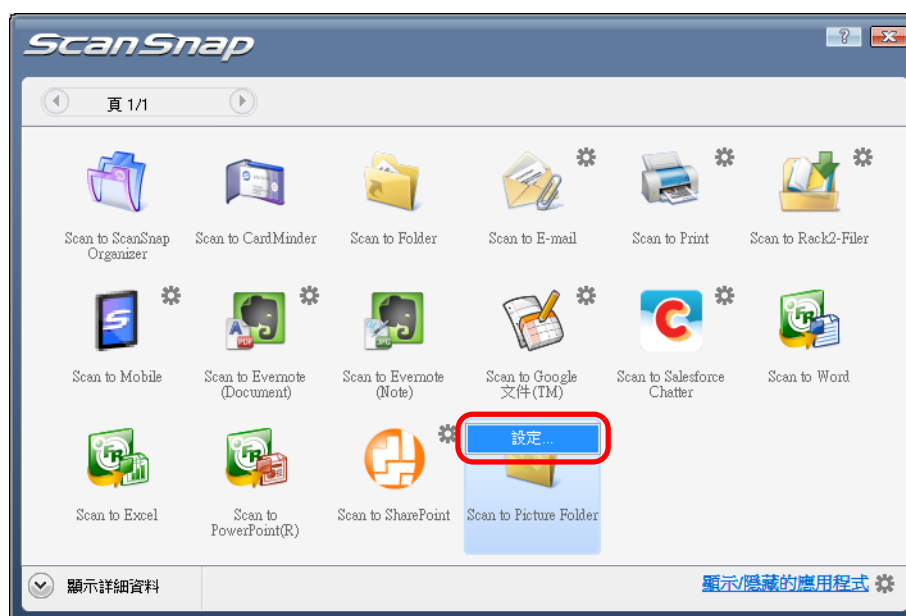 ScanSnap
頁 1/1
Scan to ScanSnap
Organizer
Scan to CardMinder
Scan to Folder
Scan to E-mail
Scan to Print
Scan to Rack2-Filer
Scan to Mobile
Scan to Evernote
(Document)
Scan to Evernote
(Note)
Scan to Google
文件(TM)
Scan to Salesforce
Chatter
Scan to Word
設定...
Scan to Excel
Scan to
PowerPoint(R)
Scan to SharePoint
Scan to Picture Folder
顯示詳細資料
顯示/隱藏的應用程式